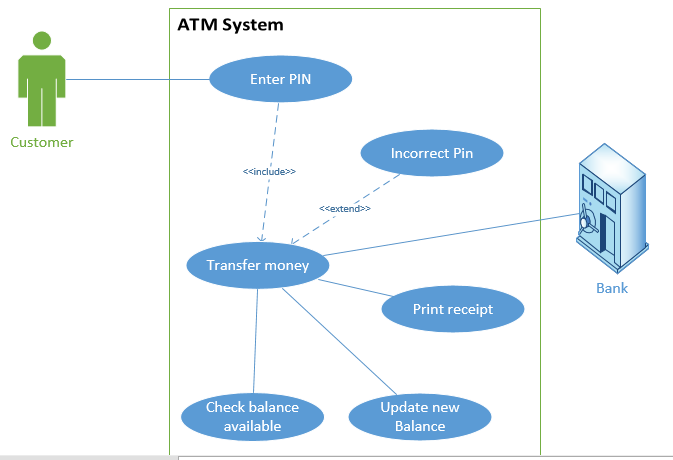 ATM System
Enter PIN
Customer
Incorrect Pin
<<include>>
<<extend>>
Transfer money
Bank
Print receipt
Check balance
available
Update new
Balance